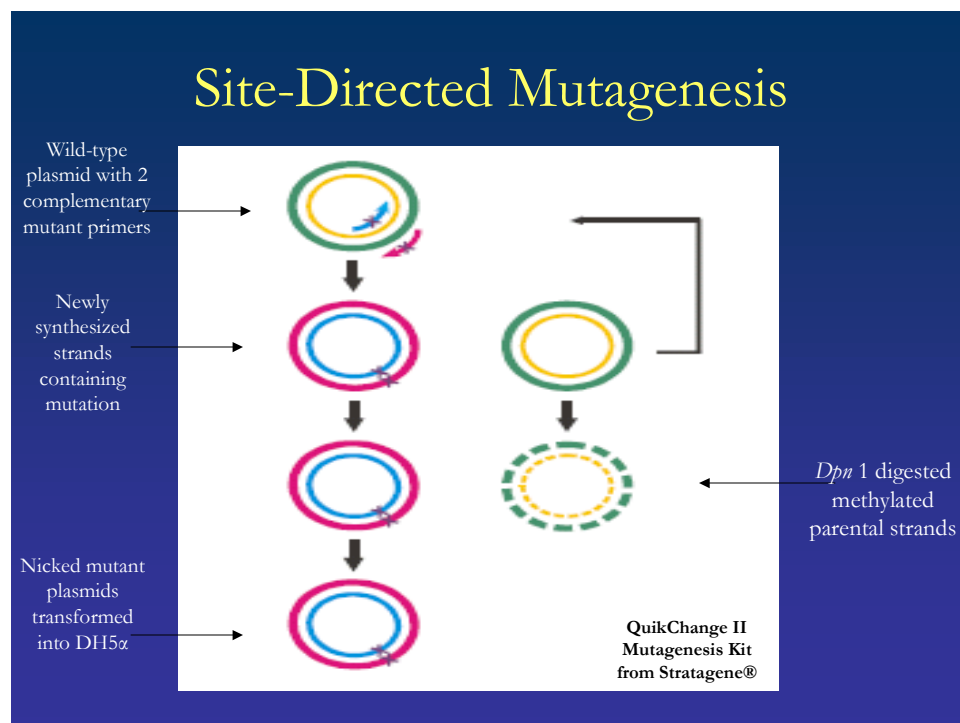 Site-Directed Mutagenesis
Wild-type
plasmid with 2
complementary
mutant primers
Newly
synthesized
strands
containing
mutation
Dpn 1 digested
methylated
parental strands
Nicked mutant
plasmids
transformed
into DH5α
QuikChange II
Mutagenesis Kit
from Stratagene®